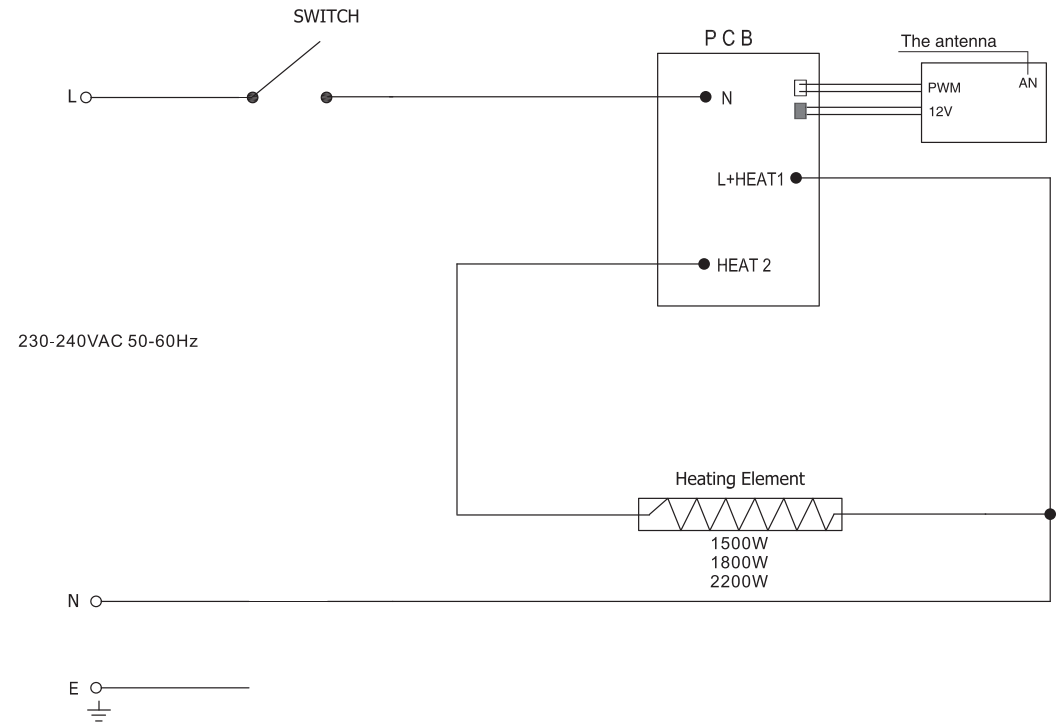 SWITCH
PCB
The antenna
L
N
PWM
AN
12V
L+HEAT1
HEAT 2
230-240VAC 50-60Hz
Heating Element
1500W
1800W
2200W
N
E